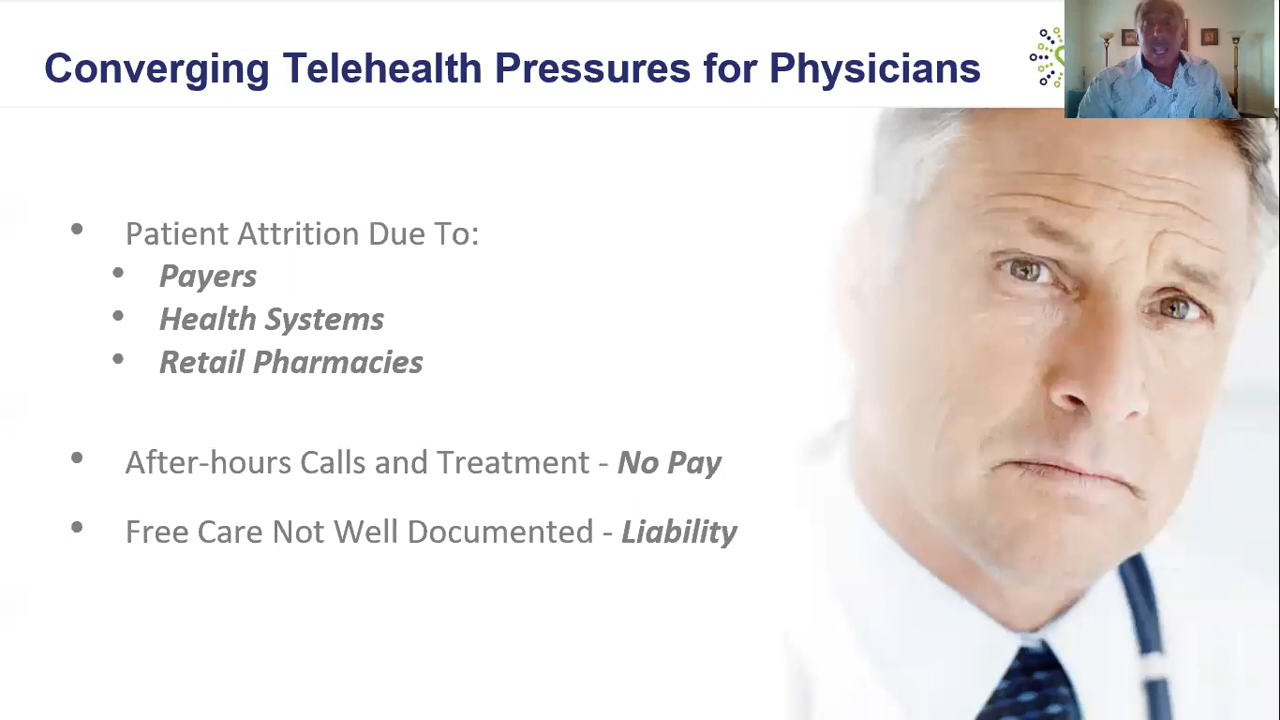 Converging Telehealth Pressures for Physicians
• Patient Attrition Due To:
• Payers
• Health Systems
• Retail Pharmacies
• After-hours Calls and Treatment - No Pay
• Free Care Not Well Documented - Liability